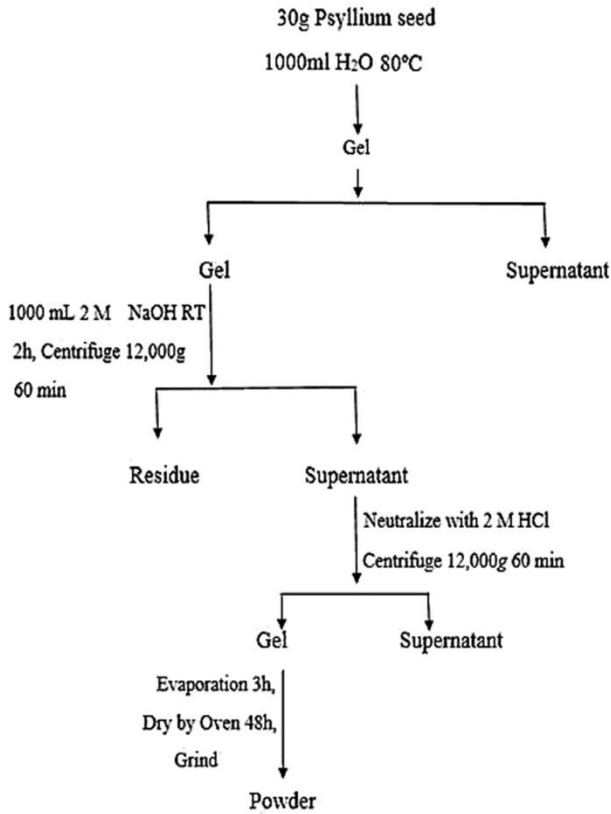 30g Psyllium seed
1000ml H₂O 80°C
Gel
Gel
Supernatant
1000 mL 2 M NaOH RT
2h, Centrifuge 12,000g
60 min
Residue
Supernatant
Neutralize with 2 M HCl
Centrifuge 12,000g 60 min
Gel
Supernatant
Evaporation 3h,
Dry by Oven 48h,
Grind
Powder